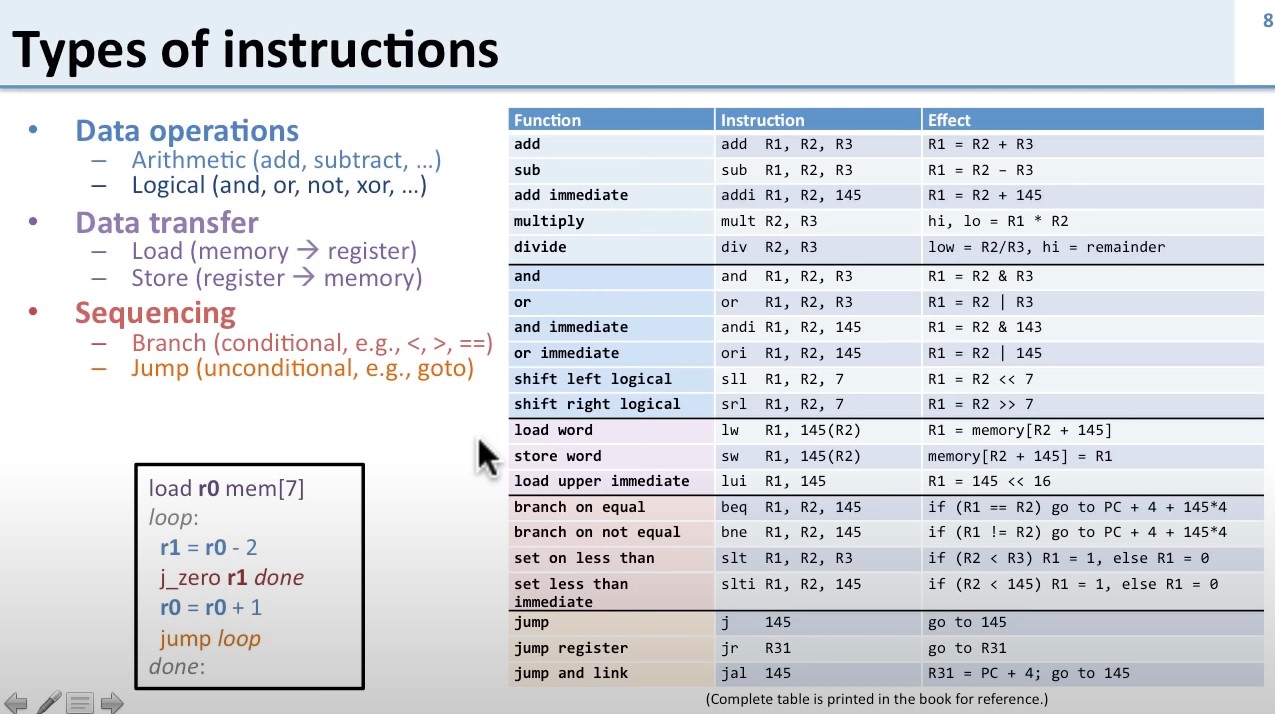 8
Types of instructions
• Data operations
– Arithmetic (add, subtract, …)
– Logical (and, or, not, xor, …)
• Data transfer
– Load (memory → register)
– Store (register → memory)
• Sequencing
– Branch (conditional, e.g., <, >, ==)
– Jump (unconditional, e.g., goto)
load r0 mem[7]
loop:
r1 = r0 - 2
j_zero r1 done
r0 = r0 + 1
jump loop
done:
Function Instruction Effect
add add R1, R2, R3 R1 = R2 + R3
sub sub R1, R2, R3 R1 = R2 – R3
add immediate addi R1, R2, 145 R1 = R2 + 145
multiply mult R2, R3 hi, lo = R1 * R2
divide div R2, R3 low = R2/R3, hi = remainder
and and R1, R2, R3 R1 = R2 & R3
or or R1, R2, R3 R1 = R2 | R3
and immediate andi R1, R2, 145 R1 = R2 & 143
or immediate ori R1, R2, 145 R1 = R2 | 145
shift left logical sll R1, R2, 7 R1 = R2 << 7
shift right logical srl R1, R2, 7 R1 = R2 >> 7
load word lw R1, 145(R2) R1 = memory[R2 + 145]
store word sw R1, 145(R2) memory[R2 + 145] = R1
load upper immediate lui R1, 145 R1 = 145 << 16
branch on equal beq R1, R2, 145 if (R1 == R2) go to PC + 4 + 145*4
branch on not equal bne R1, R2, 145 if (R1 != R2) go to PC + 4 + 145*4
set on less than slt R1, R2, R3 if (R2 < R3) R1 = 1, else R1 = 0
set less than slti R1, R2, 145 if (R2 < 145) R1 = 1, else R1 = 0
immediate
jump j 145 go to 145
jump register jr R31 go to R31
jump and link jal 145 R31 = PC + 4; go to 145
(Complete table is printed in the book for reference.)